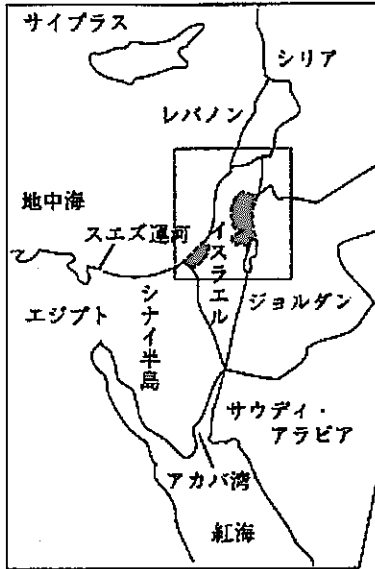 サイプラス
シリア
レバノン
地中海
スエズ運河
イスラエル
エジプト
シナイ半島
ジョルダン
サウディ・
アラビア
アカバ湾
紅海